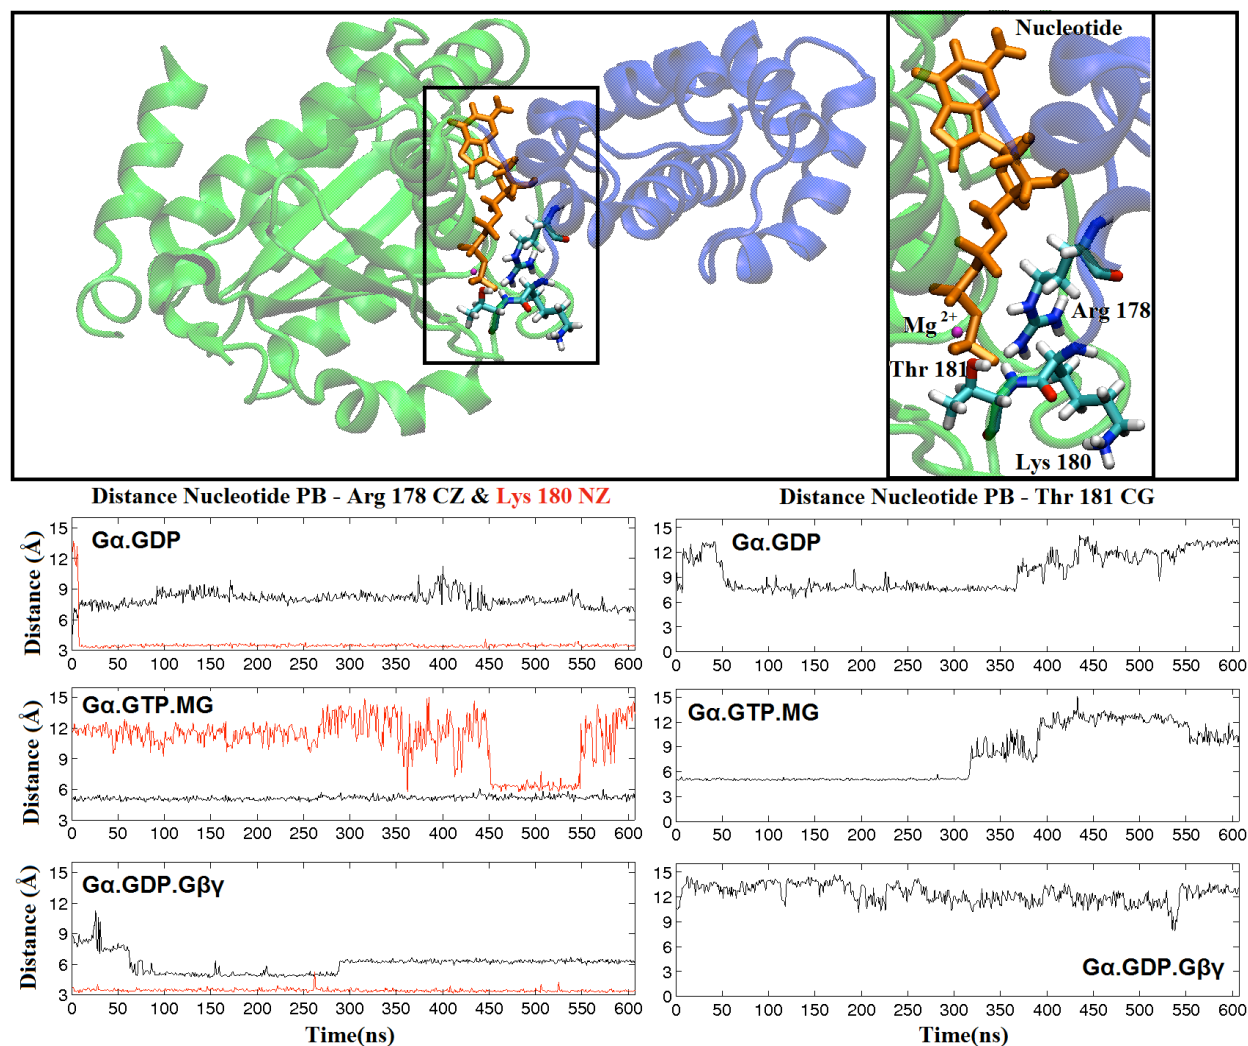 Nucleotide
Arg 178
Mg 2+
Thr 181
Lys 180
Distance Nucleotide PB - Arg 178 CZ & Lys 180 NZ
Distance Nucleotide PB - Thr 181 CG
Distance (Å)
15
12
9
6
3
Gα.GDP
0 50 100 150 200 250 300 350 400 450 500 550 600
15
12
9
6
3
0
Gα.GDP
0 50 100 150 200 250 300 350 400 450 500 550 600
Distance (Å)
15
12
9
6
3
Gα.GTP.MG
0 50 100 150 200 250 300 350 400 450 500 550 600
15
12
9
6
3
0
Gα.GTP.MG
0 50 100 150 200 250 300 350 400 450 500 550 600
Distance (Å)
15
12
9
6
3
Gα.GDP.Gβγ
0 50 100 150 200 250 300 350 400 450 500 550 600
Time(ns)
15
12
9
6
3
0
Gα.GDP.Gβγ
0 50 100 150 200 250 300 350 400 450 500 550 600
Time(ns)